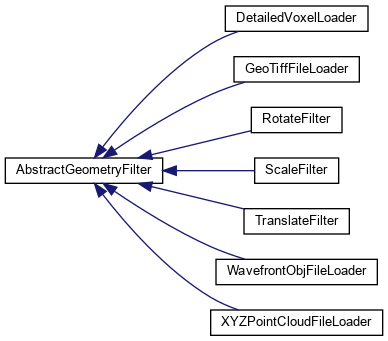 DetailedVoxelLoader
GeoTiffFileLoader
RotateFilter
AbstractGeometryFilter
ScaleFilter
TranslateFilter
WavefrontObjFileLoader
XYZPointCloudFileLoader